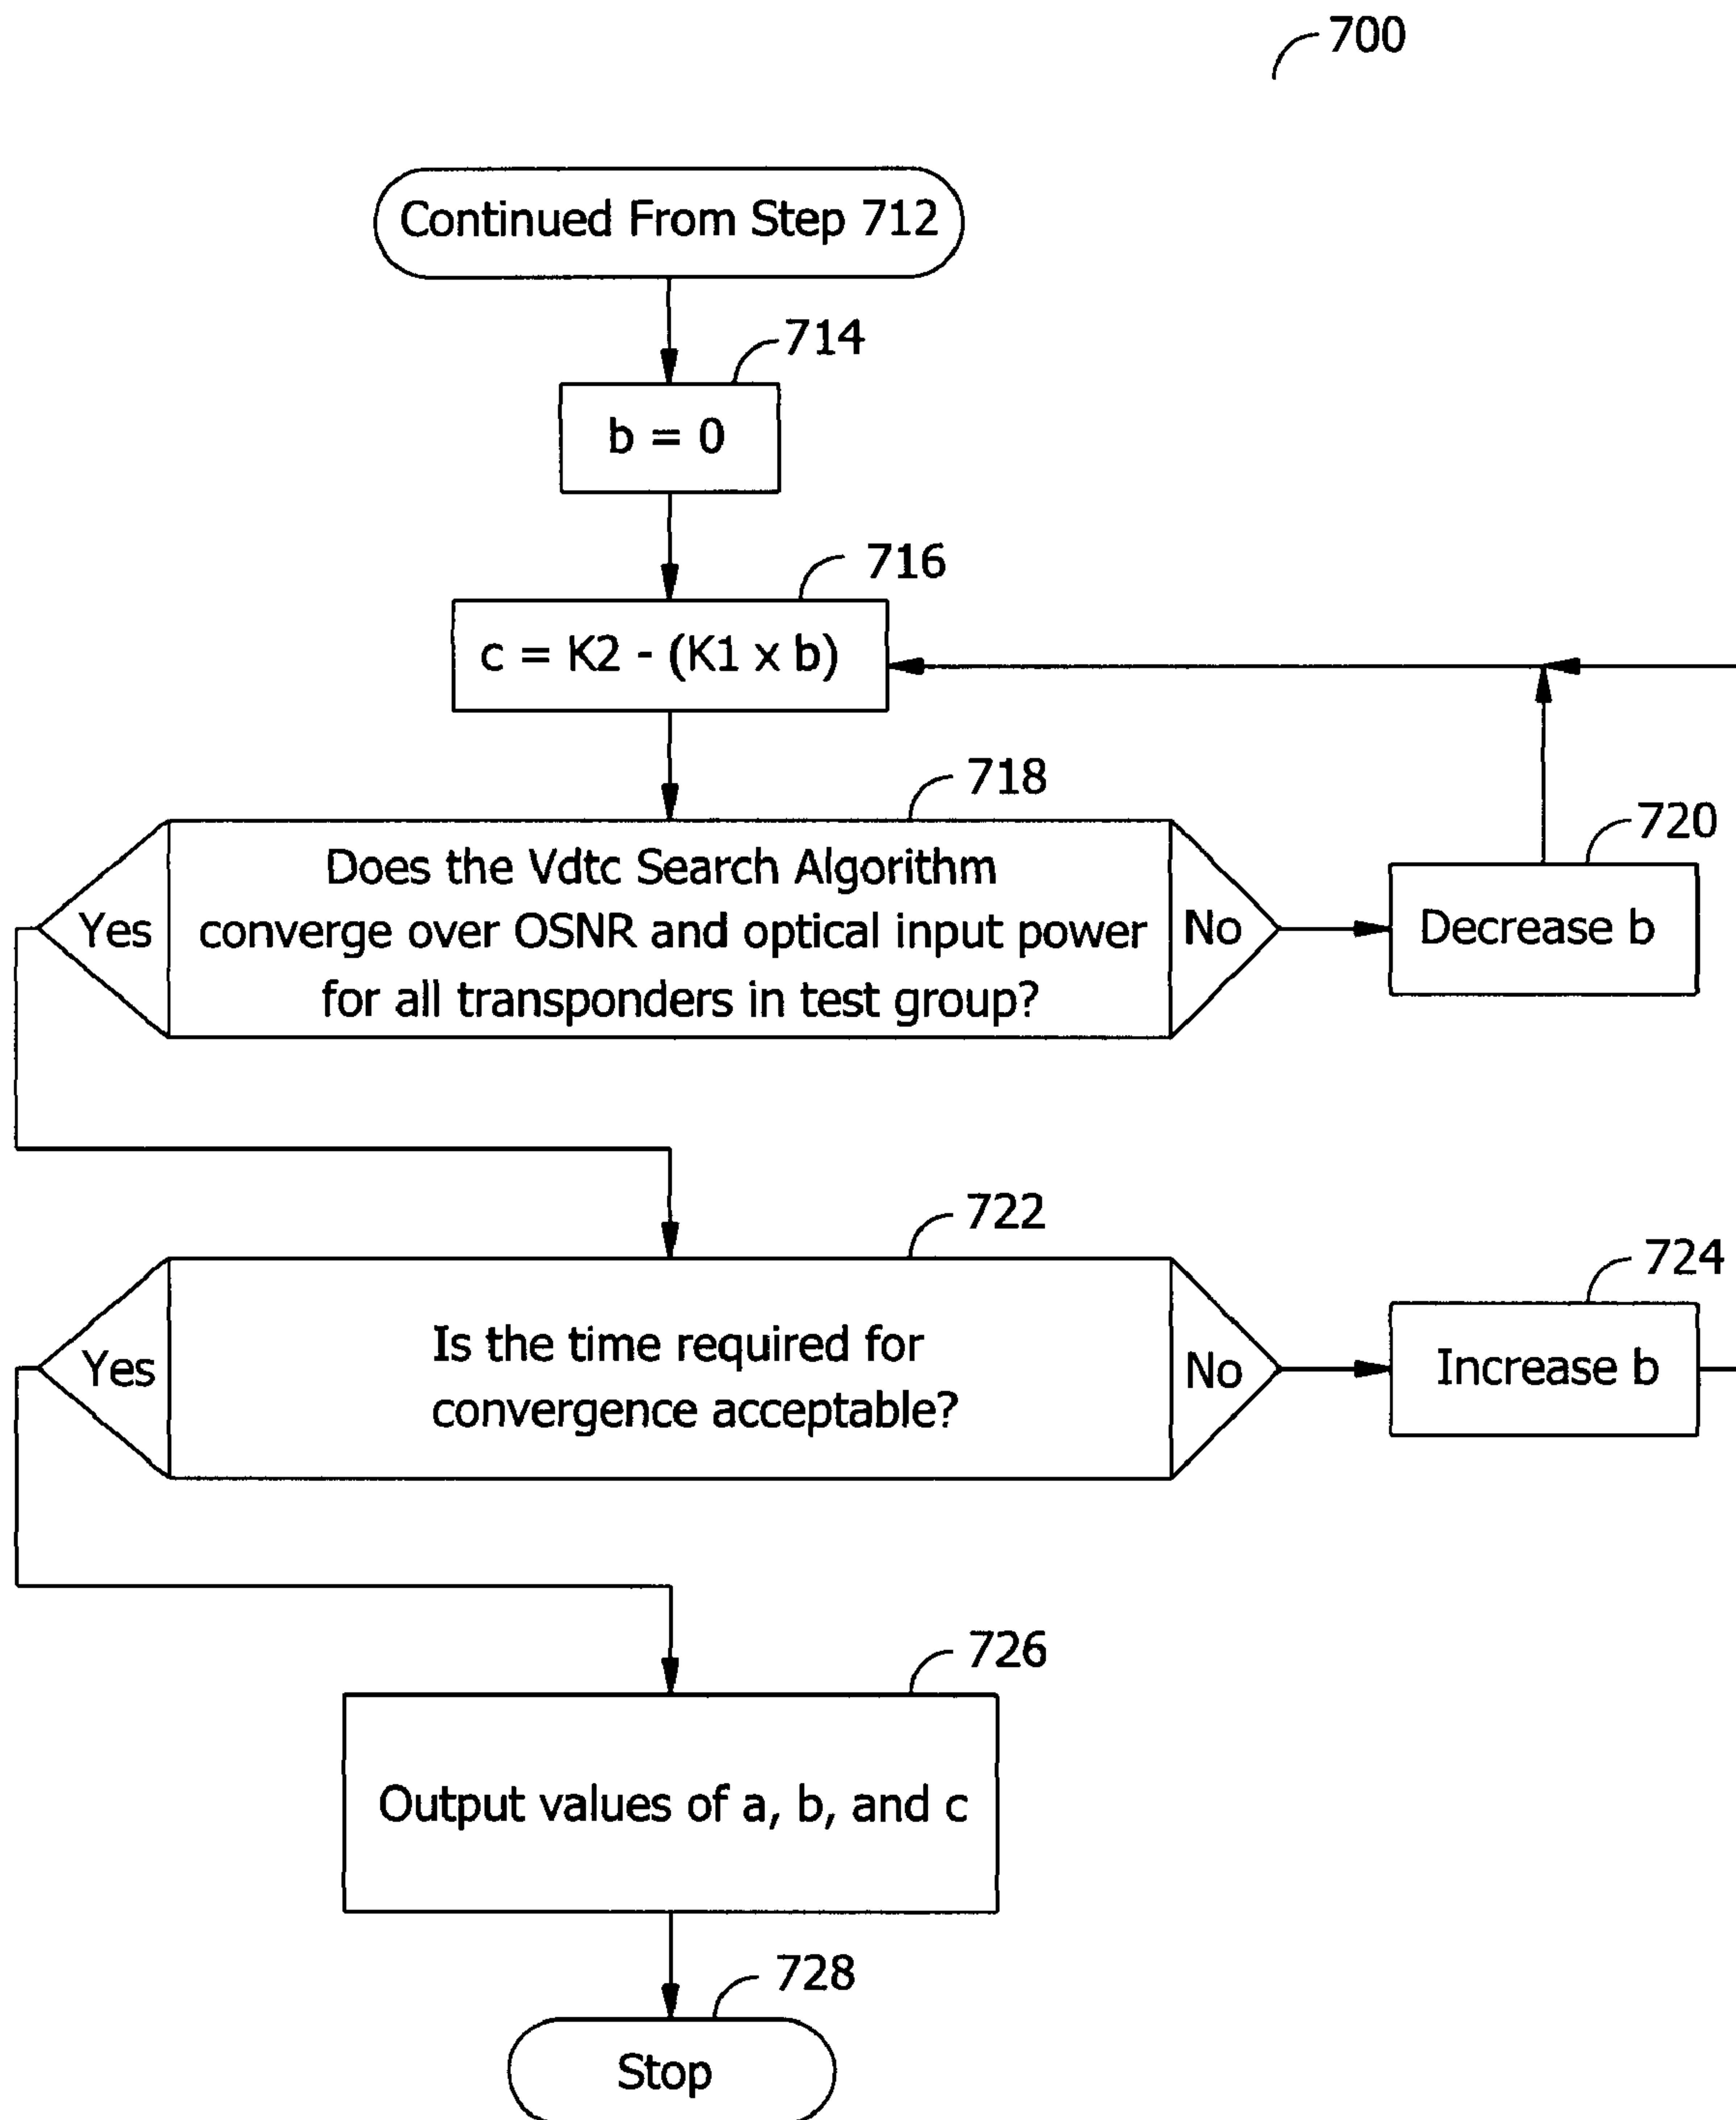 700
Continued From Step 712
714
b = 0
716
c = K2 - (K1 x b)
718
Does the Vdtc Search Algorithm
converge over OSNR and optical input power
for all transponders in test group?
Yes
No
720
Decrease b
722
Is the time required for
convergence acceptable?
Yes
No
724
Increase b
726
Output values of a, b, and c
728
Stop